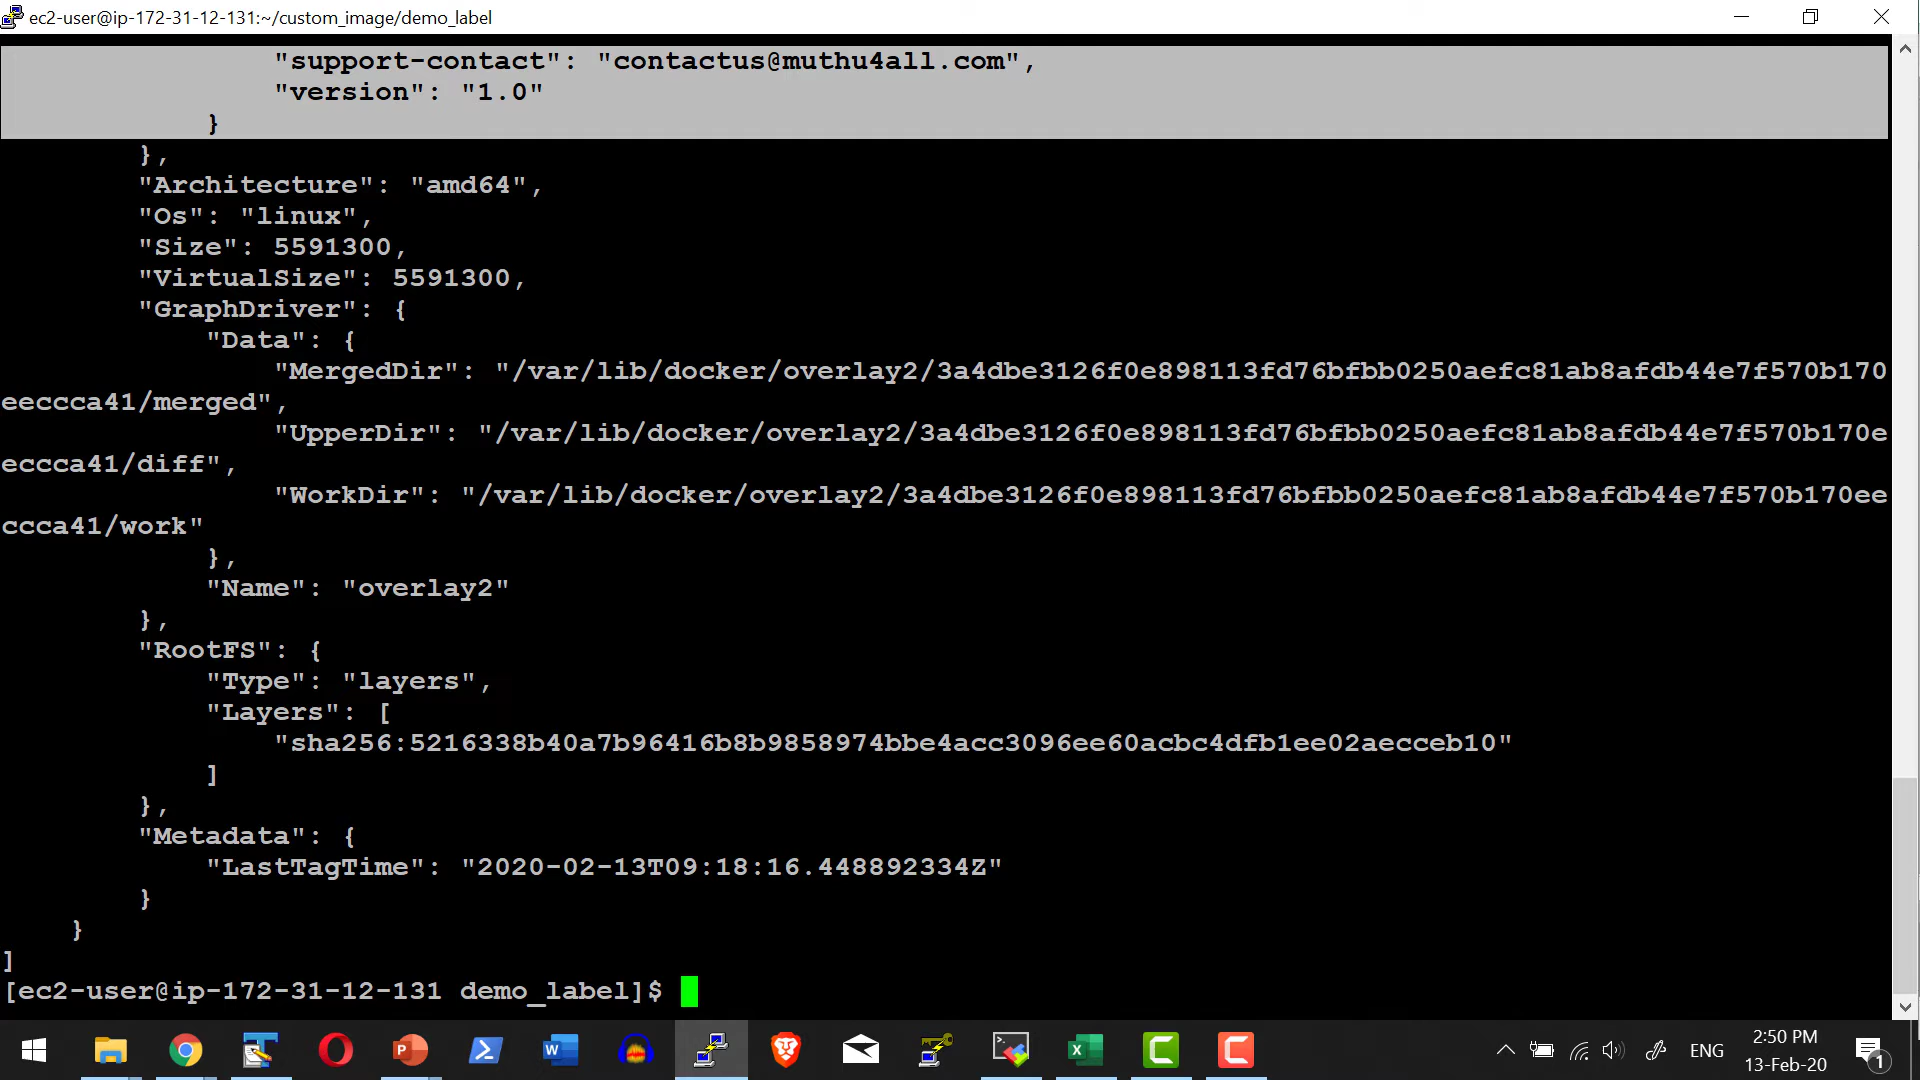 ec2-user@ip-172-31-12-131:~/custom_image/demo_label
"support-contact": "contactus@muthu4all.com",
"version": "1.0"
}
},
"Architecture": "amd64",
"Os": "linux",
"Size": 5591300,
"VirtualSize": 5591300,
"GraphDriver": {
"Data": {
"MergedDir": "/var/lib/docker/overlay2/3a4dbe3126f0e898113fd76bfbb0250aefc81ab8afdb44e7f570b170
eeccca41/merged",
"UpperDir": "/var/lib/docker/overlay2/3a4dbe3126f0e898113fd76bfbb0250aefc81ab8afdb44e7f570b170e
eccca41/diff",
"WorkDir": "/var/lib/docker/overlay2/3a4dbe3126f0e898113fd76bfbb0250aefc81ab8afdb44e7f570b170ee
ccca41/work"
},
"Name": "overlay2"
},
"RootFS": {
"Type": "layers",
"Layers": [
"sha256:5216338b40a7b96416b8b9858974bbe4acc3096ee60acbc4dfb1ee02aecceb10"
]
},
"Metadata": {
"LastTagTime": "2020-02-13T09:18:16.448892334Z"
}
}
]
[ec2-user@ip-172-31-12-131 demo_label]$
ENG
2:50 PM
13-Feb-20
1